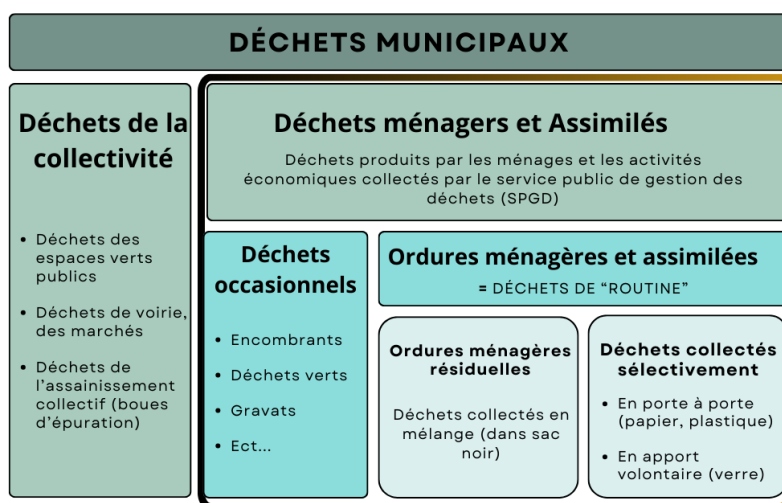 DÉCHETS MUNICIPAUX
Déchets de la
collectivité
• Déchets des
espaces verts
publics
• Déchets de voirie,
des marchés
• Déchets de
l'assainissement
collectif (boues
d'épuration)
Déchets ménagers et Assimilés
Déchets produits par les ménages et les activités
économiques collectés par le service public de gestion des
déchets (SPGD)
Déchets
occasionnels
• Encombrants
• Déchets verts
• Gravats
• Ect...
Ordures ménagères et assimilées
= DÉCHETS DE “ROUTINE”
Ordures ménagères
résiduelles
Déchets collectés en
mélange (dans sac
noir)
Déchets collectés
sélectivement
• En porte à porte
(papier, plastique)
• En apport
volontaire (verre)